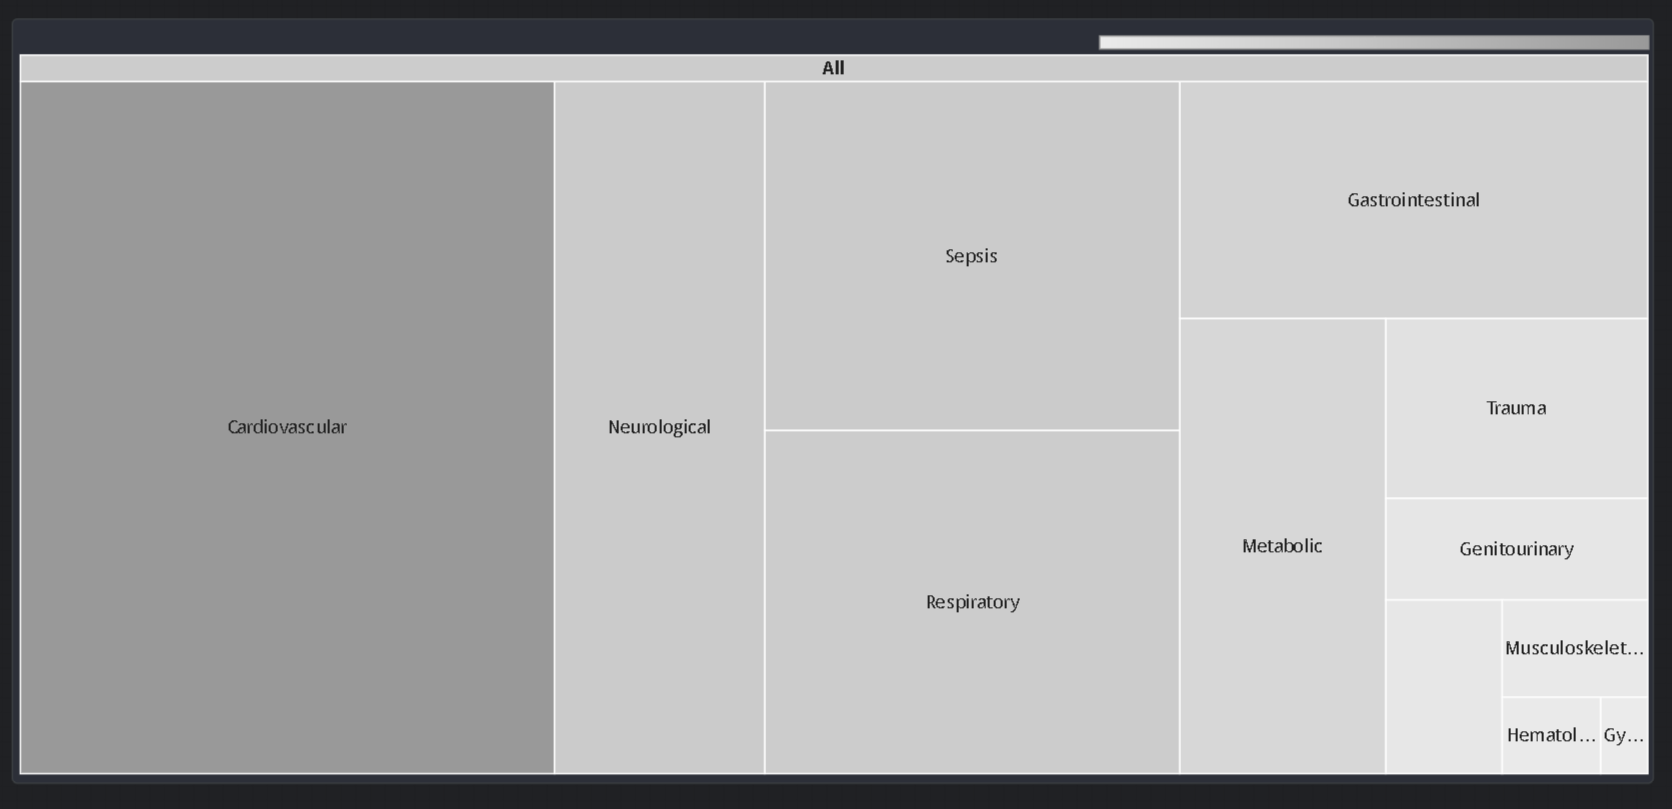 All
Cardiovascular
Neurological
Sepsis
Respiratory
Gastrointestinal
Metabolic
Trauma
Genitourinary
Musculoskelet...
Hematol...
Gy...